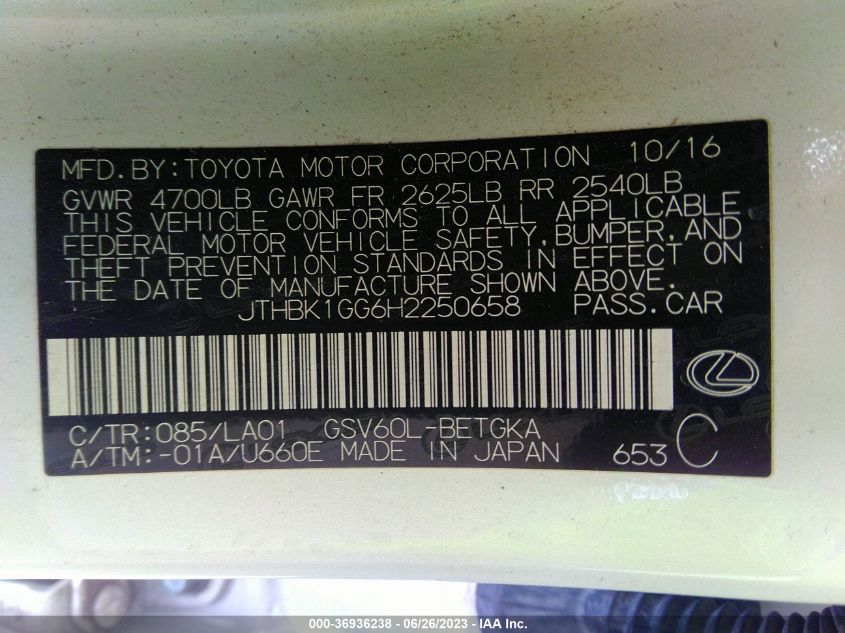 MFD.BY:TOYOTA MOTOR CORPORATION 10/16
GVWR 4700LB GAWR FR 2625LB RR 2540LB
THIS VEHICLE CONFORMS TO ALL APPLICABLE
FEDERAL MOTOR VEHICLE SAFETY,BUMPER,AND
THEFT PREVENTION STANDARDS IN EFFECT ON
THE DATE OF MANUFACTURE SHOWN ABOVE.
JTHBK1GG6H2250658 PASS.CAR
C/TR:085/LA01 GSV60L-BETGKA
A/TM:-01A/U660E MADE IN JAPAN 653 C
000-36936238 - 06/26/2023 - IAA Inc.